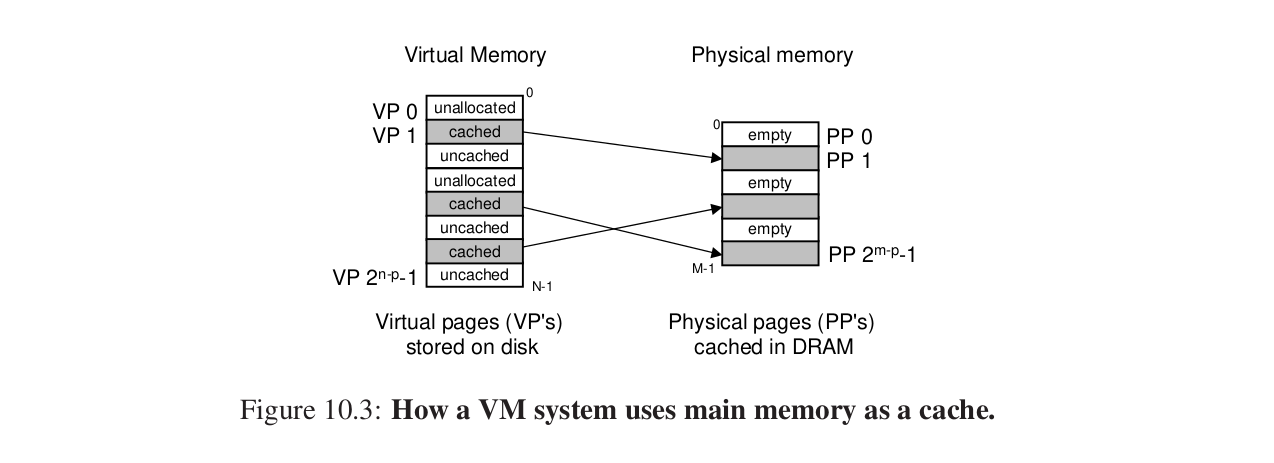 Virtual Memory
Physical memory
0
VP 0
unallocated
VP 1
cached
uncached
unallocated
cached
uncached
cached
VP 2ⁿ⁻ᵖ-1
uncached
N-1
0
empty
PP 0
PP 1
empty
empty
PP 2ᵐ⁻ᵖ-1
M-1
Virtual pages (VP's)
stored on disk
Physical pages (PP's)
cached in DRAM
Figure 10.3: How a VM system uses main memory as a cache.